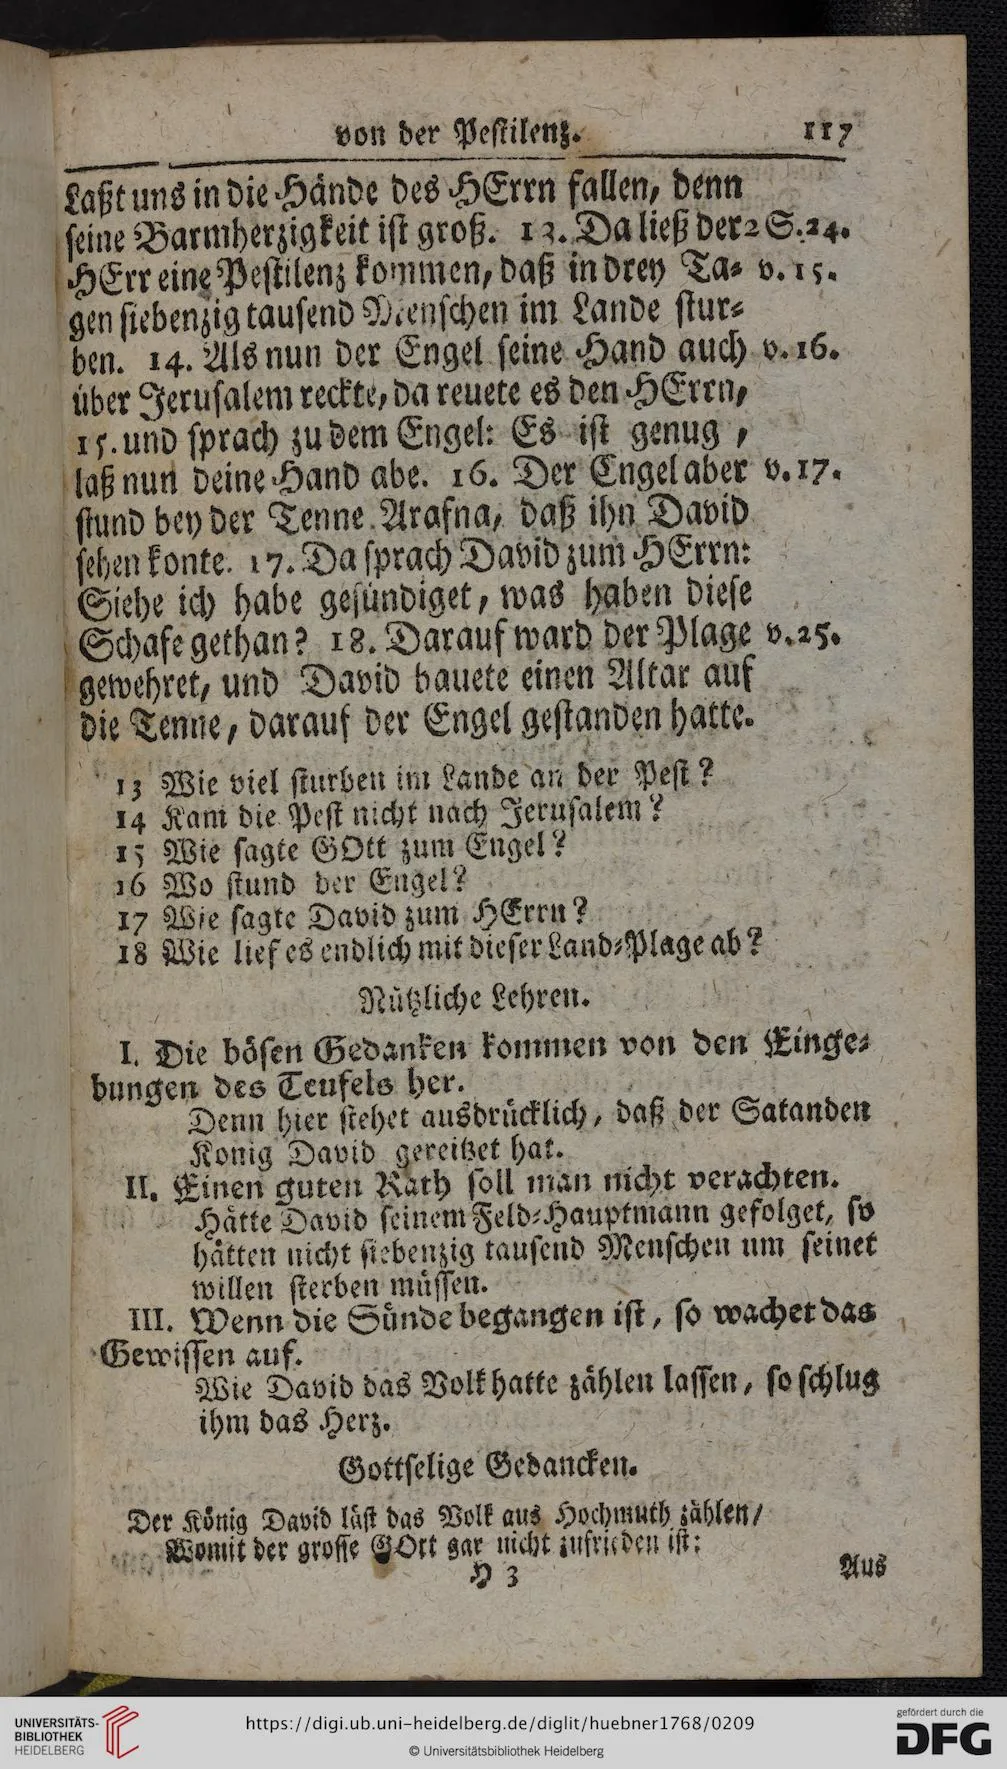 von der Pestilenz. 117
Laßt uns in die Hände des HErrn fallen, denn
seine Barmherzigkeit ist groß. 13. Da ließ der 2 S. 24.
HErr eine Pestilenz kommen, daß in drey Ta= v. 15.
gen siebenzig tausend Menschen im Lande stur=
ben. 14. Als nun der Engel seine Hand auch v. 16.
über Jerusalem reckte, da reuete es den HErrn,
15. und sprach zu dem Engel: Es ist genug,
laß nun deine Hand abe. 16. Der Engel aber v. 17.
stund bey der Tenne Arafna, daß ihn David
sehen konte. 17. Da sprach David zum HErrn:
Siehe ich habe gesündiget, was haben diese
Schafe gethan? 18. Darauf ward der Plage v. 25.
gewehret, und David bauete einen Altar auf
die Tenne, darauf der Engel gestanden hatte.
13 Wie viel sturben im Lande an der Pest?
14 Kam die Pest nicht nach Jerusalem?
15 Wie sagte GOtt zum Engel?
16 Wo stund der Engel?
17 Wie sagte David zum HErrn?
18 Wie lief es endlich mit dieser Land=Plage ab?
Nützliche Lehren.
I. Die bösen Gedanken kommen von den Einge=
bungen des Teufels her.
Denn hier stehet ausdrücklich, daß der Satan den
Konig David gereitzet hat.
II. Einen guten Rath soll man nicht verachten.
Hätte David seinem Feld=Hauptmann gefolget, so
hätten nicht siebenzig tausend Menschen um seinet
willen sterben müssen.
III. Wenn die Sünde begangen ist, so wachet das
Gewissen auf.
Wie David das Volk hatte zählen lassen, so schlug
ihm das Herz.
Gottselige Gedancken.
Der König David läst das Volk aus Hochmuth zählen/
Womit der grosse GOtt gar nicht zufrieden ist:
H 3 Aus
UNIVERSITÄTS-
BIBLIOTHEK
HEIDELBERG
https://digi.ub.uni-heidelberg.de/diglit/huebner1768/0209
© Universitätsbibliothek Heidelberg
gefördert durch die
DFG